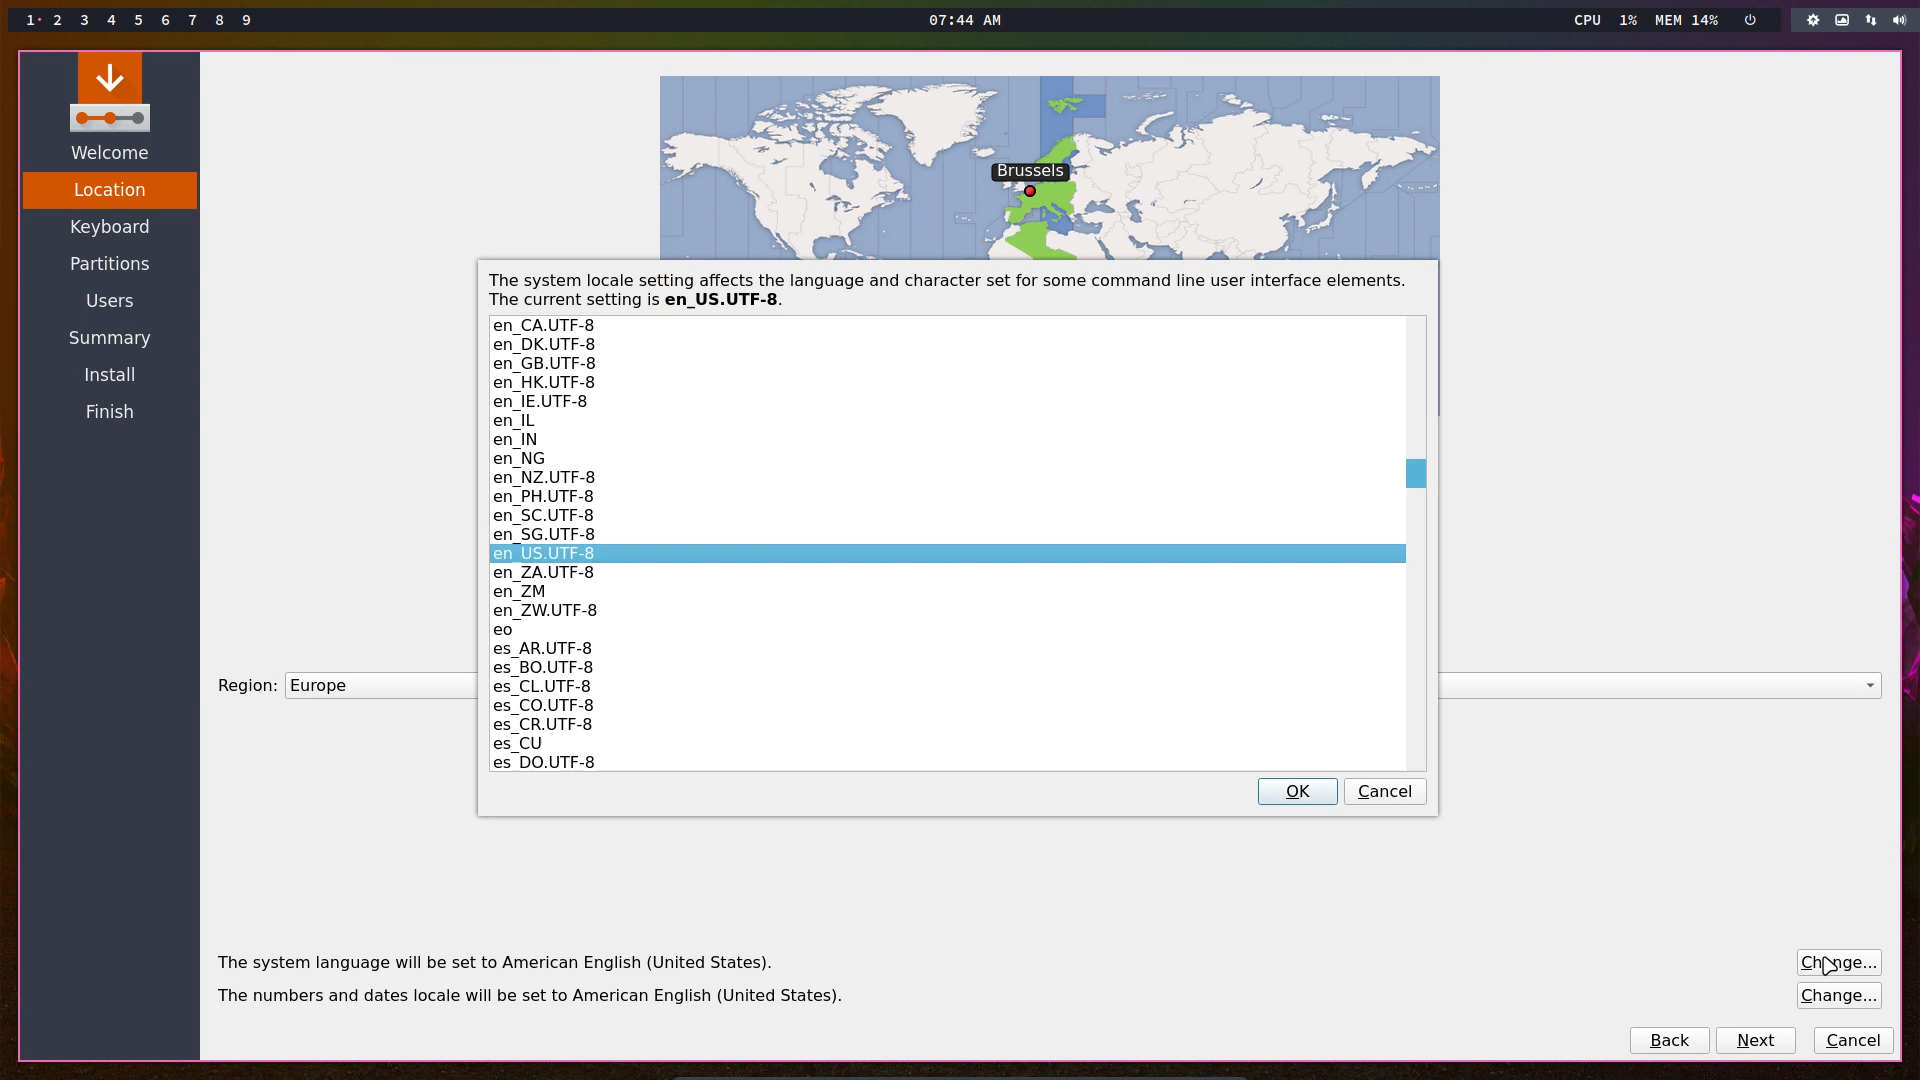 1 2 3 4 5 6 7 8 9
07:44 AM
CPU 1% MEM 14%
Welcome
Location
Keyboard
Partitions
Users
Summary
Install
Finish
Brussels
The system locale setting affects the language and character set for some command line user interface elements.
The current setting is en_US.UTF-8.
en_CA.UTF-8
en_DK.UTF-8
en_GB.UTF-8
en_HK.UTF-8
en_IE.UTF-8
en_IL
en_IN
en_NG
en_NZ.UTF-8
en_PH.UTF-8
en_SC.UTF-8
en_SG.UTF-8
en_US.UTF-8
en_ZA.UTF-8
en_ZM
en_ZW.UTF-8
eo
es_AR.UTF-8
es_BO.UTF-8
es_CL.UTF-8
es_CO.UTF-8
es_CR.UTF-8
es_CU
es_DO.UTF-8
OK Cancel
Region: Europe
The system language will be set to American English (United States).
Change...
The numbers and dates locale will be set to American English (United States).
Change...
Back Next Cancel